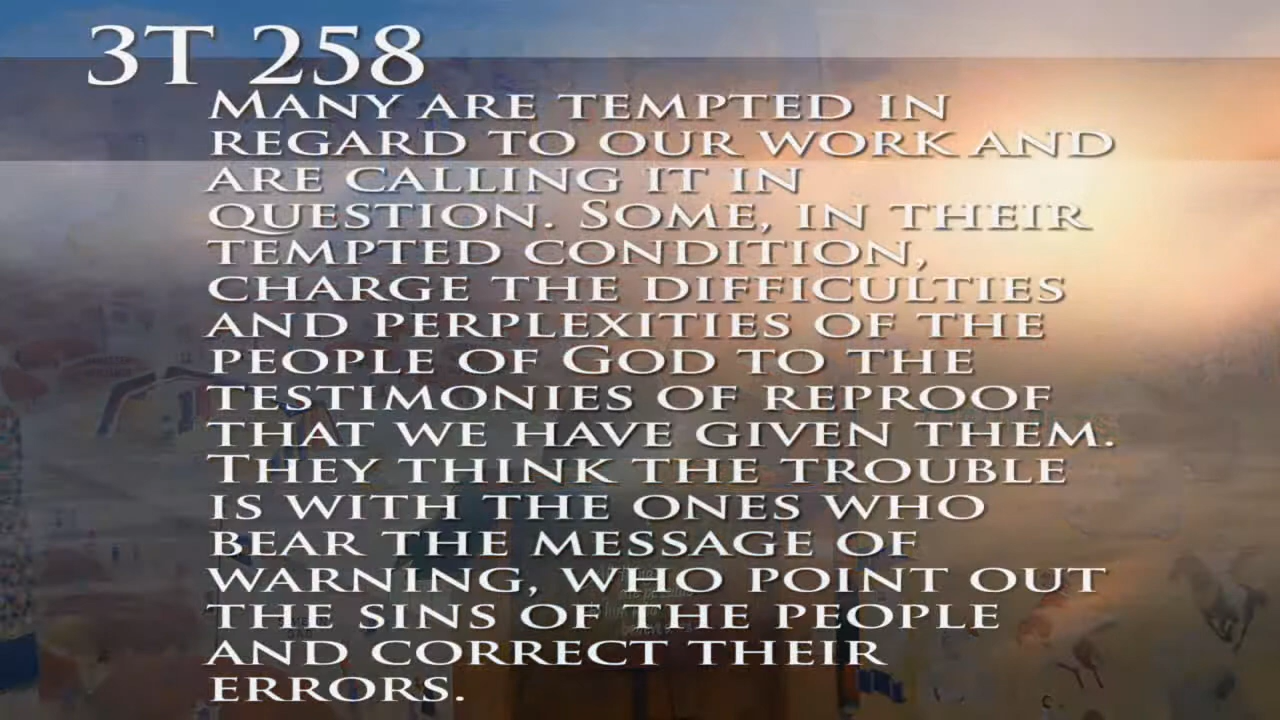 3T 258
Many are tempted in
regard to our work and
are calling it in
question. Some, in their
tempted condition,
charge the difficulties
and perplexities of the
people of God to the
testimonies of reproof
that we have given them.
They think the trouble
is with the ones who
bear the message of
warning, who point out
the sins of the people
and correct their
errors.